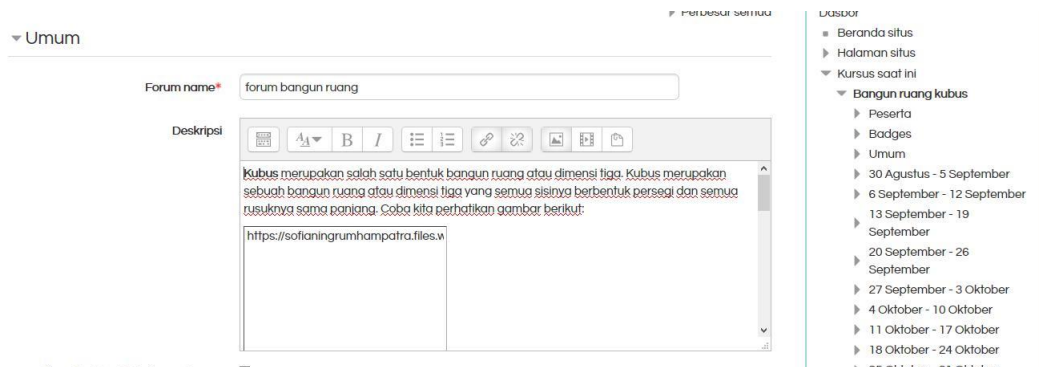 Perbesar semua
Umum
Forum name*
forum bangun ruang
Deskripsi
B I
Kubus merupakan salah satu bentuk bangun ruang atau dimensi tiga. Kubus merupakan
sebuah bangun ruang atau dimensi tiga yang semua sisinya berbentuk persegi dan semua
rusuknya sama panjang. Coba kita perhatikan gambar berikut:
https://sofianingrumhampatra.files.w
Dasbor
Beranda situs
Halaman situs
Kursus saat ini
Bangun ruang kubus
Peserta
Badges
Umum
30 Agustus - 5 September
6 September - 12 September
13 September - 19
September
20 September - 26
September
27 September - 3 Oktober
4 Oktober - 10 Oktober
11 Oktober - 17 Oktober
18 Oktober - 24 Oktober